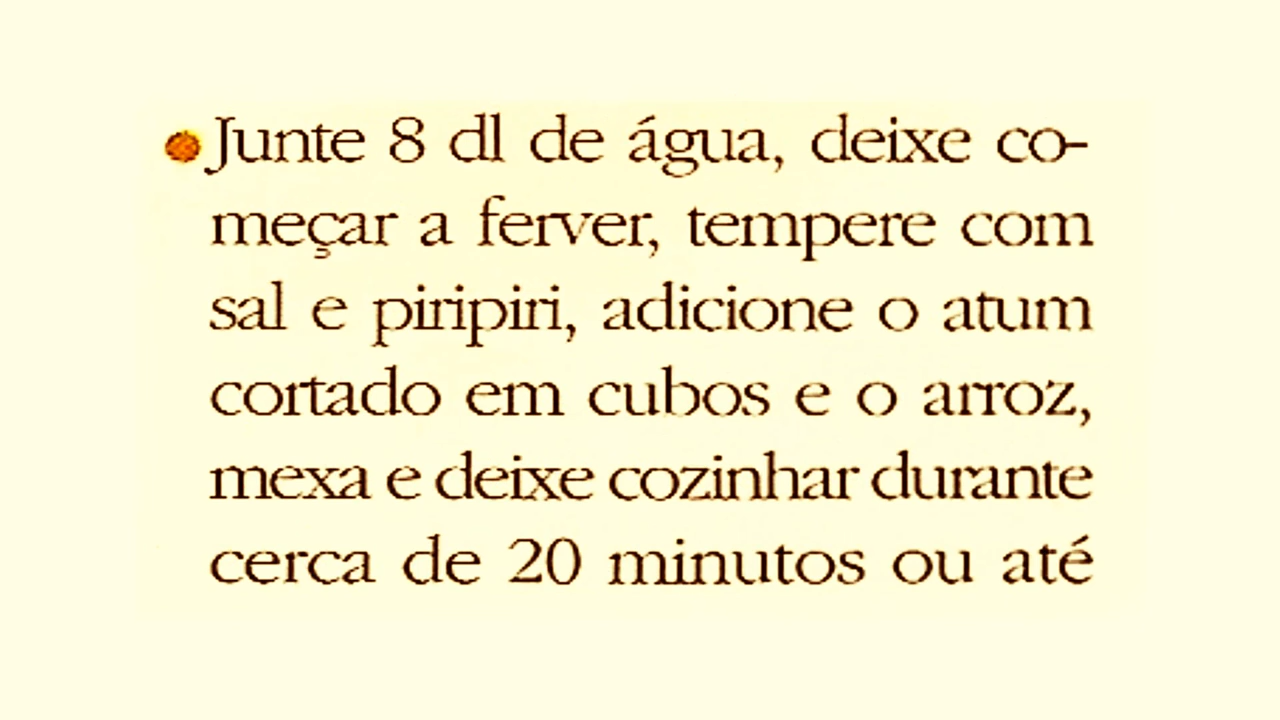 Junte 8 dl de água, deixe co-
meçar a ferver, tempere com
sal e piripiri, adicione o atum
cortado em cubos e o arroz,
mexa e deixe cozinhar durante
cerca de 20 minutos ou até